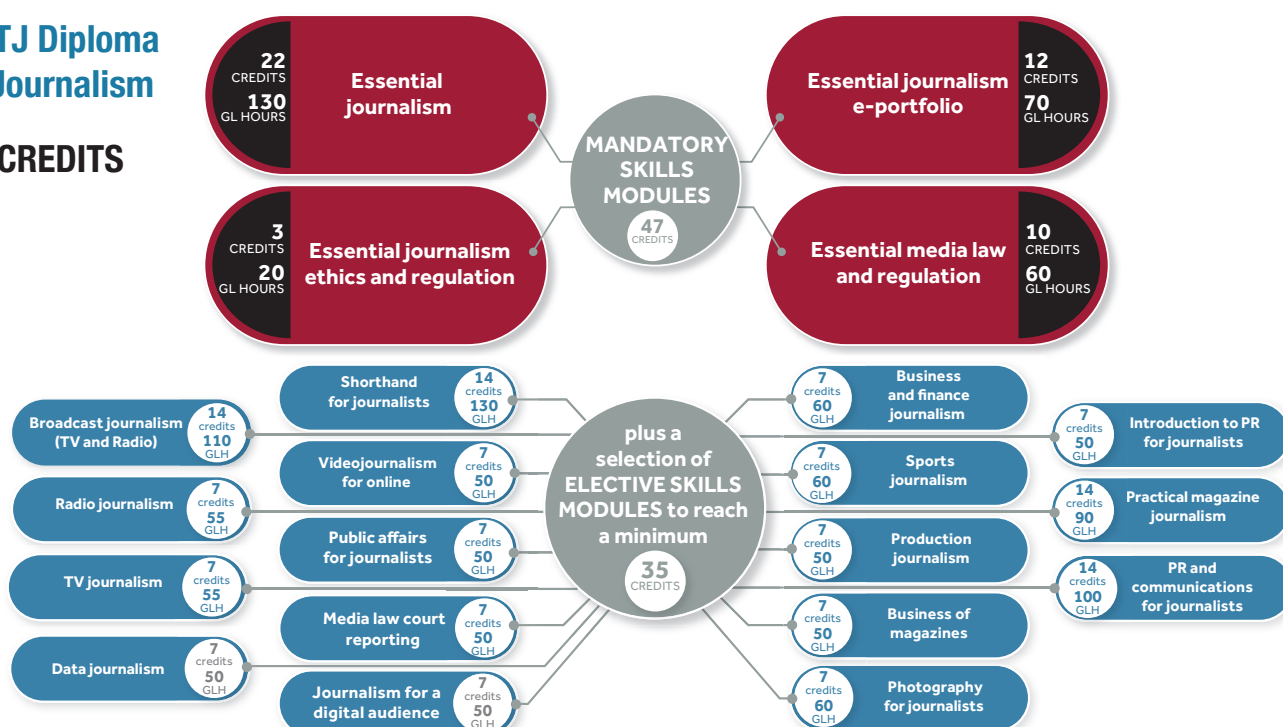 TJ Diploma
Journalism
CREDITS
22
CREDITS
130
GL HOURS
Essential
journalism
Essential journalism
e-portfolio
12
CREDITS
70
GL HOURS
MANDATORY
SKILLS
MODULES
47
CREDITS
3
CREDITS
20
GL HOURS
Essential journalism
ethics and regulation
Essential media law
and regulation
10
CREDITS
60
GL HOURS
Shorthand
for journalists
14
credits
130
GLH
Broadcast journalism
(TV and Radio)
14
credits
110
GLH
Videojournalism
for online
7
credits
50
GLH
Radio journalism
7
credits
55
GLH
Public affairs
for journalists
7
credits
50
GLH
TV journalism
7
credits
55
GLH
Media law court
reporting
7
credits
50
GLH
Data journalism
7
credits
50
GLH
Journalism for a
digital audience
7
credits
50
GLH
plus a
selection of
ELECTIVE SKILLS
MODULES to reach
a minimum
35
CREDITS
7
credits
60
GLH
Business
and finance
journalism
7
credits
50
GLH
Introduction to PR
for journalists
7
credits
60
GLH
Sports
journalism
14
credits
90
GLH
Practical magazine
journalism
7
credits
50
GLH
Production
journalism
14
credits
100
GLH
PR and
communications
for journalists
7
credits
50
GLH
Business of
magazines
7
credits
60
GLH
Photography
for journalists